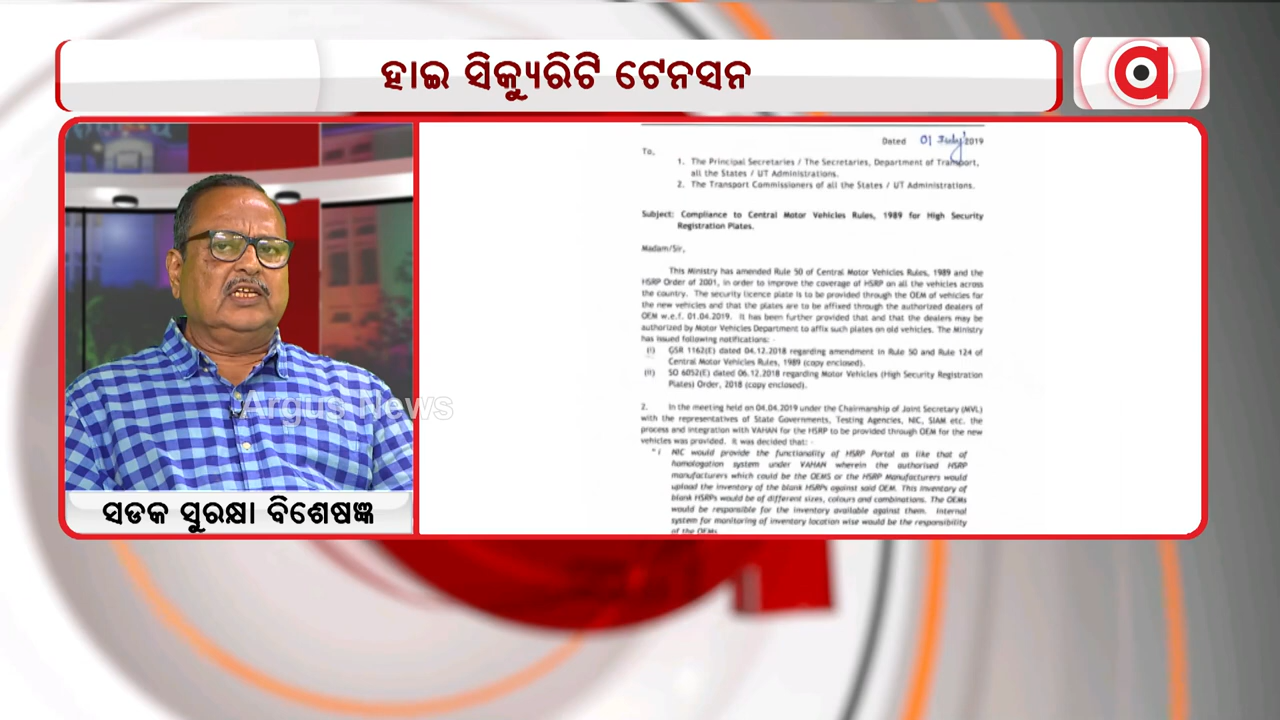 ହାଇ ସିକ୍ୟୁରିଟି ଟେନସନ
a
Dated 01 July 2019
To,
1. The Principal Secretaries / The Secretaries, Department of Transport,
all the States / UT Administrations.
2. The Transport Commissioners of all the States / UT Administrations.
Subject: Compliance to Central Motor Vehicles Rules, 1989 for High Security
Registration Plates.
Madam/Sir,
This Ministry has amended Rule 50 of Central Motor Vehicles Rules, 1989 and the
HSRP Order of 2001, in order to improve the coverage of HSRP on all the vehicles across
the country. The security licence plate is to be provided through the OEM of vehicles for
the new vehicles and that the plates are to be affixed through the authorized dealers of
OEM w.e.f. 01.04.2019. It has been further provided that and that the dealers may be
authorized by Motor Vehicles Department to affix such plates on old vehicles. The Ministry
has issued following notifications: -
(i) GSR 1162(E) dated 04.12.2018 regarding amendment in Rule 50 and Rule 124 of
Central Motor Vehicles Rules, 1989 (copy enclosed).
(ii) SO 6052(E) dated 06.12.2018 regarding Motor Vehicles (High Security Registration
Plates) Order, 2018 (copy enclosed).
2. In the meeting held on 04.04.2019 under the Chairmanship of Joint Secretary (MVL)
with the representatives of State Governments, Testing Agencies, NIC, SIAM etc. the
process and integration with VAHAN for the HSRP to be provided through OEM for the new
vehicles was provided. It was decided that: -
"i NIC would provide the functionality of HSRP Portal as like that of
homologation system under VAHAN wherein the authorised HSRP
manufacturers which could be the OEMS or the HSRP Manufacturers would
upload the inventory of the blank HSRPs against said OEM. This inventory of
blank HSRPs would be of different sizes, colours and combinations. The OEMs
would be responsible for the inventory available against them. Internal
system for monitoring of inventory location wise would be the responsibility
of the OEMs
Argus News
ସଡକ ସୁରକ୍ଷା ବିଶେଷଜ୍ଞ